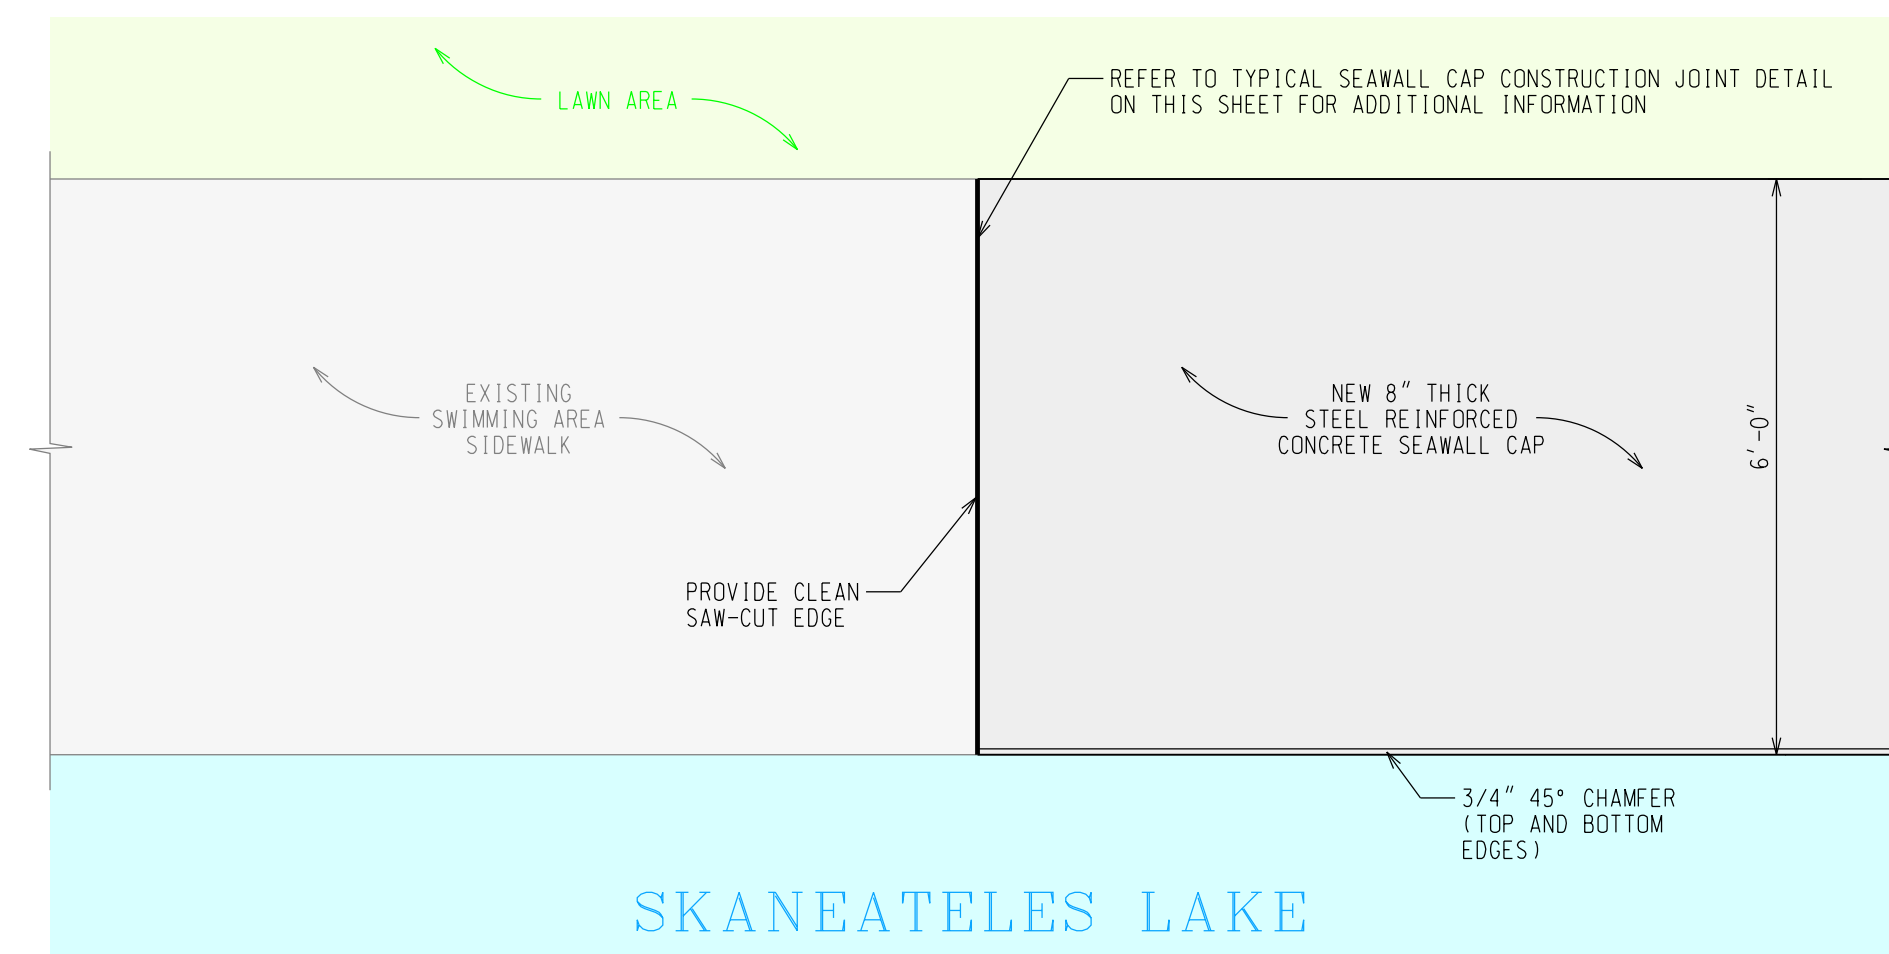 REFER TO TYPICAL SEAWALL CAP CONSTRUCTION JOINT DETAIL
ON THIS SHEET FOR ADDITIONAL INFORMATION
LAWN AREA
EXISTING
SWIMMING AREA
SIDEWALK
NEW 8" THICK
STEEL REINFORCED
CONCRETE SEAWALL CAP
6'-0"
PROVIDE CLEAN
SAW-CUT EDGE
3/4" 45° CHAMFER
(TOP AND BOTTOM
EDGES)
SKANEATELES LAKE